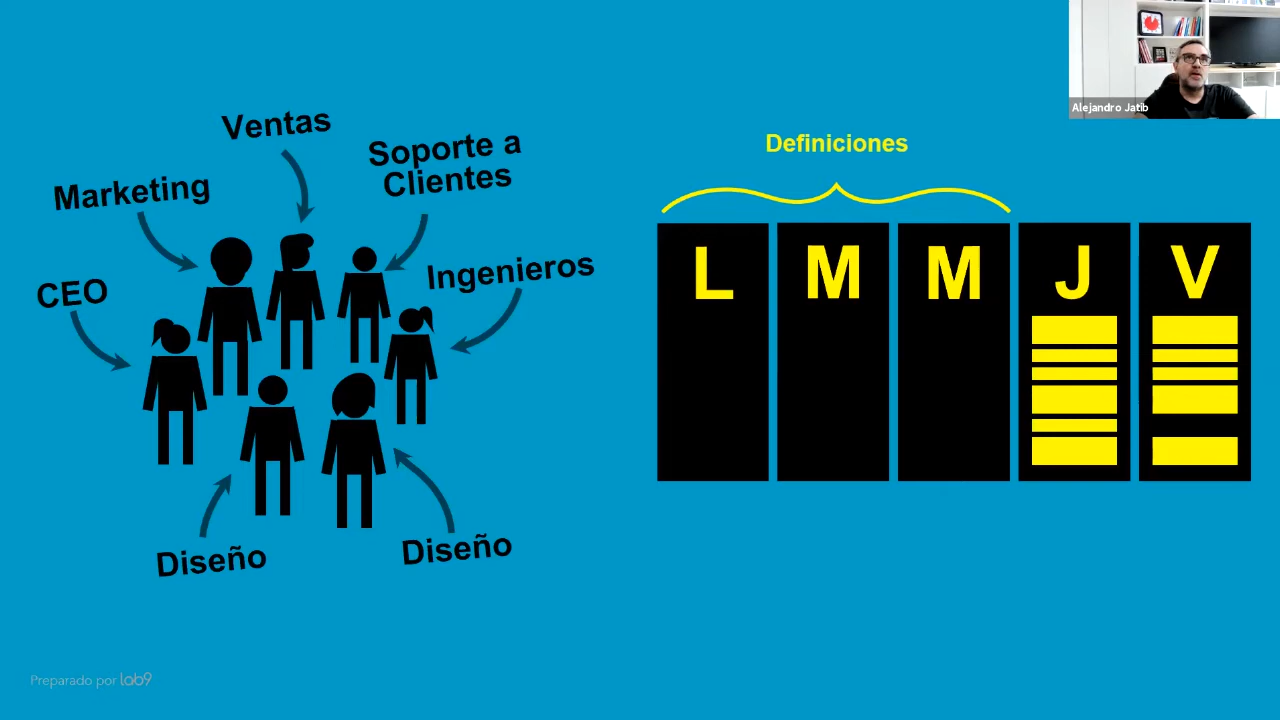 Alejandro Jatib
Ventas
Soporte a
Clientes
Marketing
Ingenieros
CEO
Diseño
Diseño
Definiciones
L
M
M
J
V
Preparado por lab9